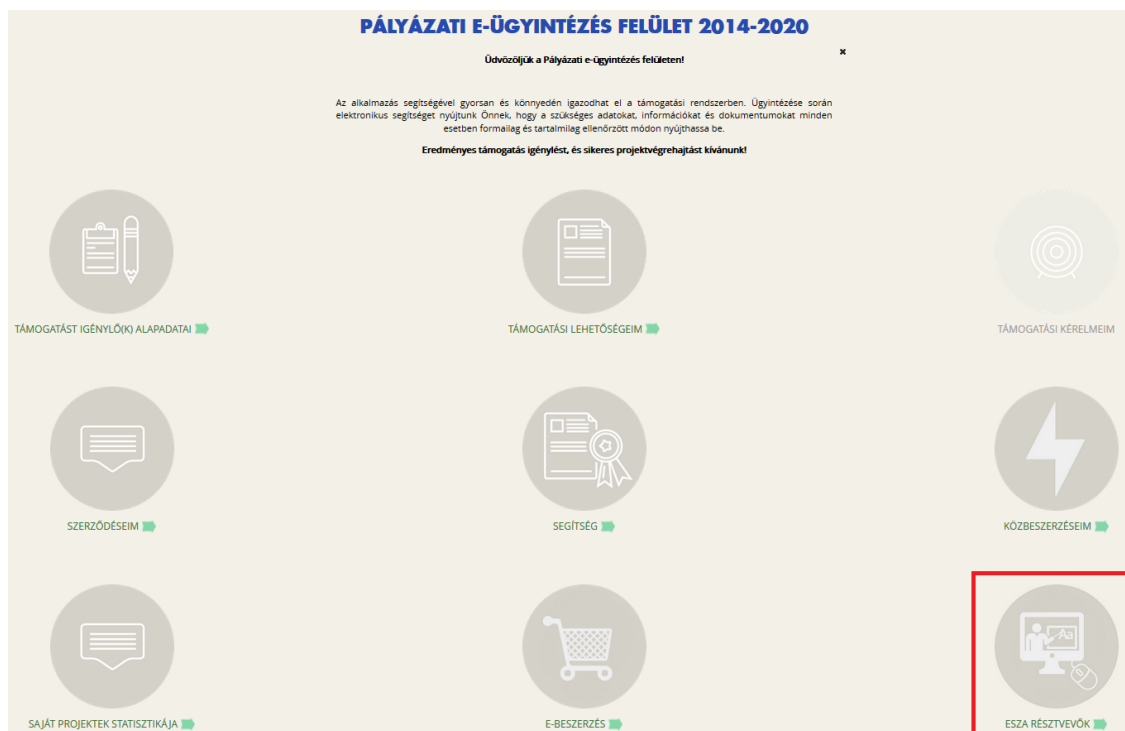 PÁLYÁZATI E-ÜGYINTÉZÉS FELÜLET 2014-2020
Üdvözöljük a Pályázati e-ügyintézés felületen!
Az alkalmazás segítségével gyorsan és könnyedén igazodhat el a támogatási rendszerben. Ügyintézése során
elektronikus segítséget nyújtunk Önnek, hogy a szükséges adatokat, információkat és dokumentumokat minden
esetben formailag és tartalmilag ellenőrzött módon nyújthassa be.
Eredményes támogatás igénylést, és sikeres projektvégrehajtást kívánunk!
TÁMOGATÁST IGÉNYLŐ(K) ALAPADATAI
TÁMOGATÁSI LEHETŐSÉGEIM
TÁMOGATÁSI KÉRELMEIM
SZERZŐDÉSEIM
SEGÍTSÉG
KÖZBESZERZÉSEIM
Aa
SAJÁT PROJEKTEK STATISZTIKÁJA
E-BESZERZÉS
ESZA RÉSZTVEVŐK